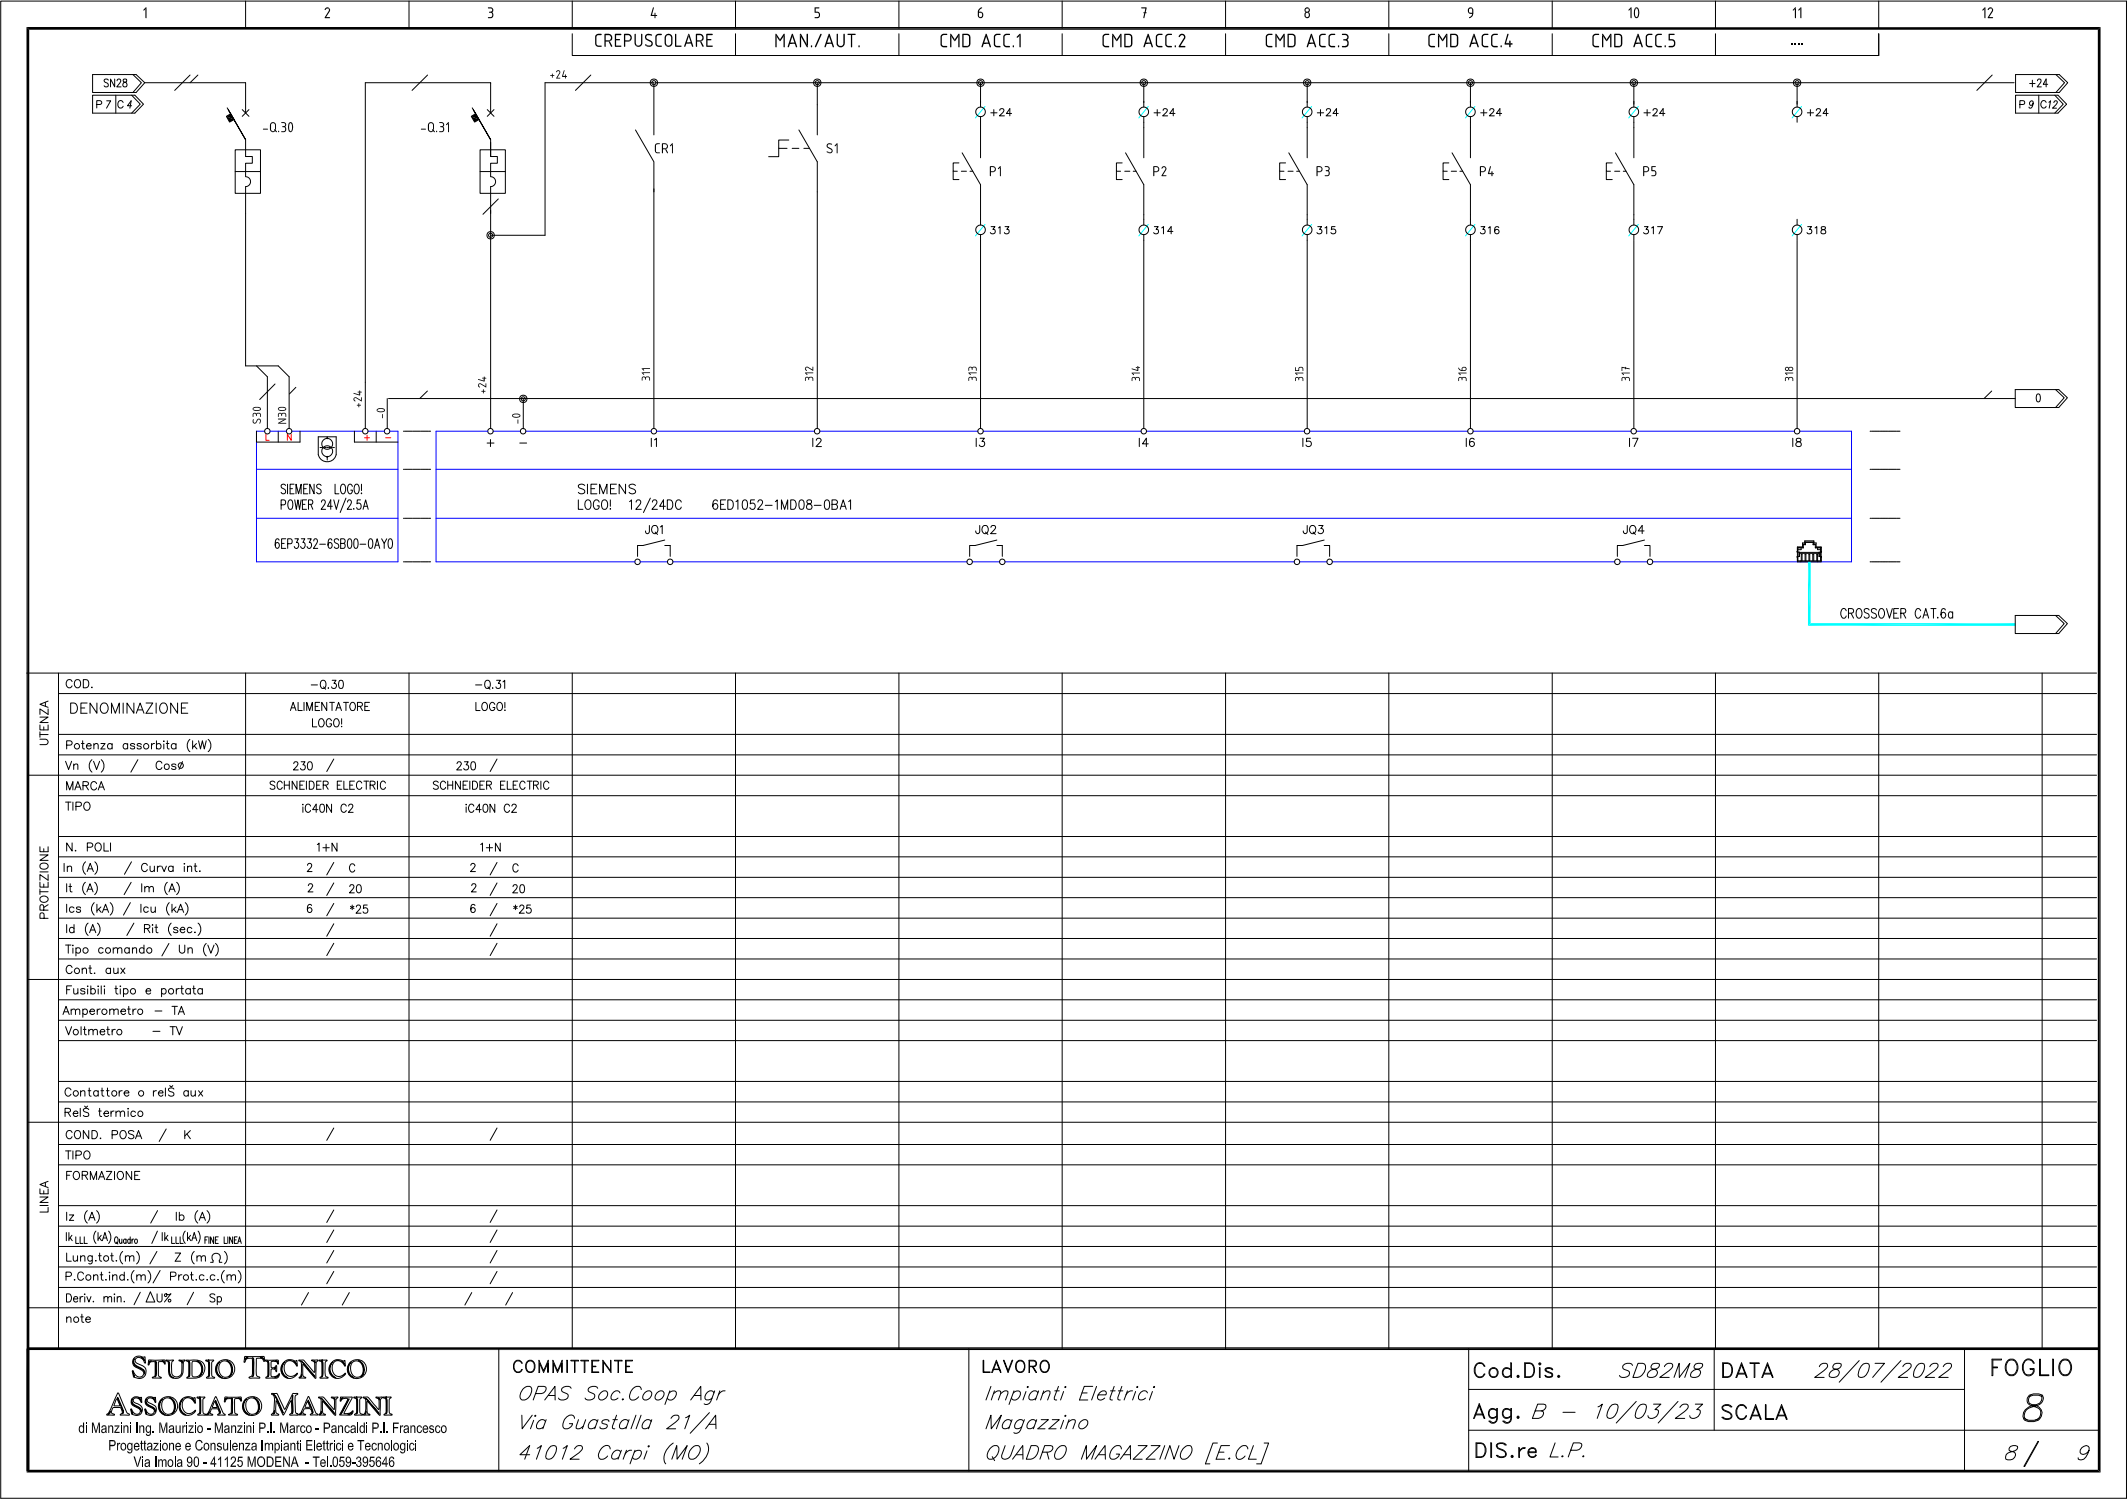 1 2 3 4 5 6 7 8 9 10 11 12
CREPUSCOLARE MAN./AUT. CMD ACC.1 CMD ACC.2 CMD ACC.3 CMD ACC.4 CMD ACC.5 ....
SN28 +24 +24
P 7 C 4 P 9 C12
+24 +24 +24 +24 +24 +24
-Q.30 -Q.31
CR1 S1
P1 P2 P3 P4 P5
313 314 315 316 317 318
311 312 313 314 315 316 317 318
S30 N30 +24 -0 +24 -0 0
L N + - + - I1 I2 I3 I4 I5 I6 I7 I8
SIEMENS LOGO!
POWER 24V/2.5A
6EP3332-6SB00-0AY0
SIEMENS
LOGO! 12/24DC 6ED1052-1MD08-0BA1
JQ1 JQ2 JQ3 JQ4
CROSSOVER CAT.6a
UTENZA
COD. -Q.30 -Q.31
DENOMINAZIONE ALIMENTATORE LOGO!
LOGO!
Potenza assorbita (kW)
Vn (V) / Cosø 230 / 230 /
PROTEZIONE
MARCA SCHNEIDER ELECTRIC SCHNEIDER ELECTRIC
TIPO iC40N C2 iC40N C2
N. POLI 1+N 1+N
In (A) / Curva int. 2 / C 2 / C
It (A) / Im (A) 2 / 20 2 / 20
Ics (kA) / Icu (kA) 6 / *25 6 / *25
Id (A) / Rit (sec.) / /
Tipo comando / Un (V) / /
Cont. aux
Fusibili tipo e portata
Amperometro - TA
Voltmetro - TV
Contattore o relŠ aux
RelŠ termico
LINEA
COND. POSA / K / /
TIPO
FORMAZIONE
Iz (A) / Ib (A) / /
Ik LLL (kA) Quadro / Ik LLL(kA) FINE LINEA / /
Lung.tot.(m) / Z (mΩ) / /
P.Cont.ind.(m)/ Prot.c.c.(m) / /
Deriv. min. / ΔU% / Sp / / / /
note
STUDIO TECNICO
ASSOCIATO MANZINI
di Manzini Ing. Maurizio - Manzini P.I. Marco - Pancaldi P.I. Francesco
Progettazione e Consulenza Impianti Elettrici e Tecnologici
Via Imola 90 - 41125 MODENA - Tel.059-395646
COMMITTENTE
OPAS Soc.Coop Agr
Via Guastalla 21/A
41012 Carpi (MO)
LAVORO
Impianti Elettrici
Magazzino
QUADRO MAGAZZINO [E.CL]
Cod.Dis. SD82M8 DATA 28/07/2022
Agg. B - 10/03/23 SCALA
DIS.re L.P.
FOGLIO
8
8 / 9